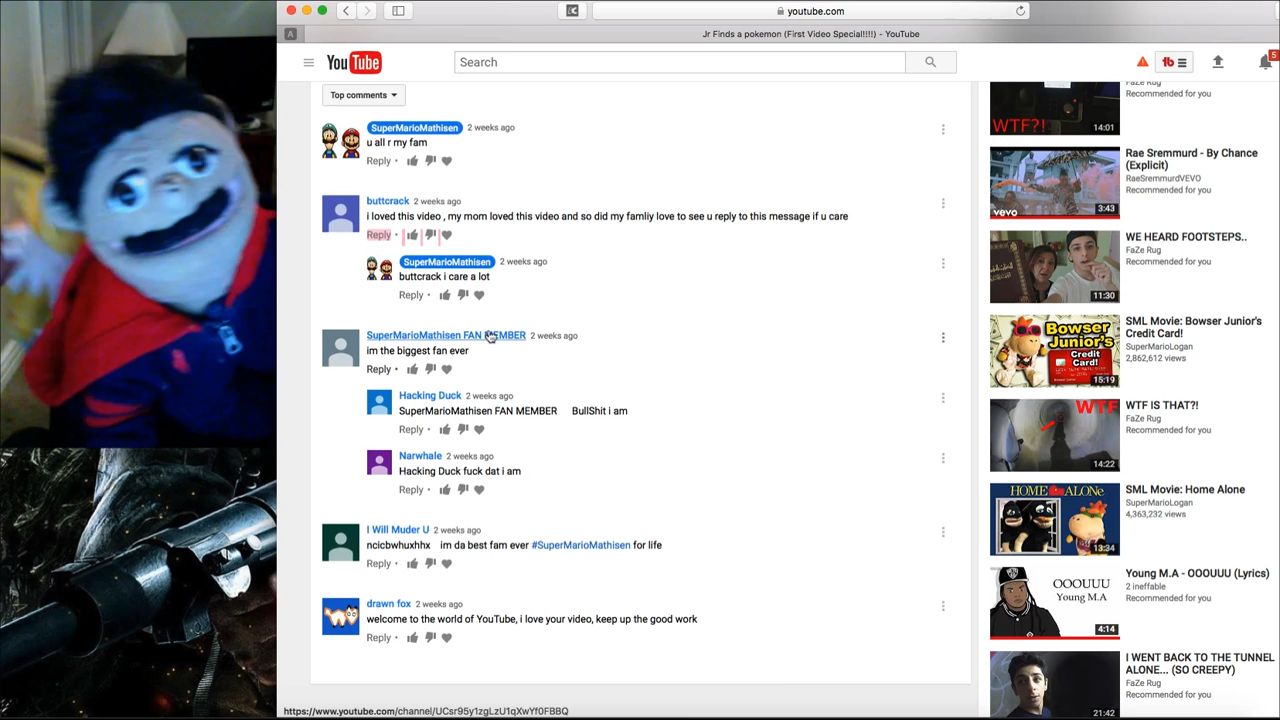 youtube.com
A
Jr Finds a pokemon (First Video Special!!!!) - YouTube
YouTube
Search
tb
5
Top comments
SuperMarioMathisen 2 weeks ago
u all r my fam
Reply
buttcrack 2 weeks ago
i loved this video , my mom loved this video and so did my famliy love to see u reply to this message if u care
Reply
SuperMarioMathisen 2 weeks ago
buttcrack i care a lot
Reply
SuperMarioMathisen FAN MEMBER 2 weeks ago
im the biggest fan ever
Reply
Hacking Duck 2 weeks ago
SuperMarioMathisen FAN MEMBER BullShit i am
Reply
Narwhale 2 weeks ago
Hacking Duck fuck dat i am
Reply
I Will Muder U 2 weeks ago
ncicbwhuxhhx im da best fam ever #SuperMarioMathisen for life
Reply
drawn fox 2 weeks ago
welcome to the world of YouTube, i love your video, keep up the good work
Reply
https://www.youtube.com/channel/UCsr95y1zgLzU1qXwYf0FBBQ
WTF?!
14:01
FaZe Rug
Recommended for you
vevo
3:43
Rae Sremmurd - By Chance
(Explicit)
RaeSremmurdVEVO
Recommended for you
11:30
WE HEARD FOOTSTEPS..
FaZe Rug
Recommended for you
Bowser
Junior's
Credit Card!
15:19
SML Movie: Bowser Junior's
Credit Card!
SuperMarioLogan
2,862,612 views
WTF
14:22
WTF IS THAT?!
FaZe Rug
Recommended for you
HOME ALONe
13:34
SML Movie: Home Alone
SuperMarioLogan
4,363,232 views
OOOUUU
Young M.A
4:14
Young M.A - OOOUUU (Lyrics)
2 ineffable
Recommended for you
21:42
I WENT BACK TO THE TUNNEL
ALONE... (SO CREEPY)
FaZe Rug
Recommended for you